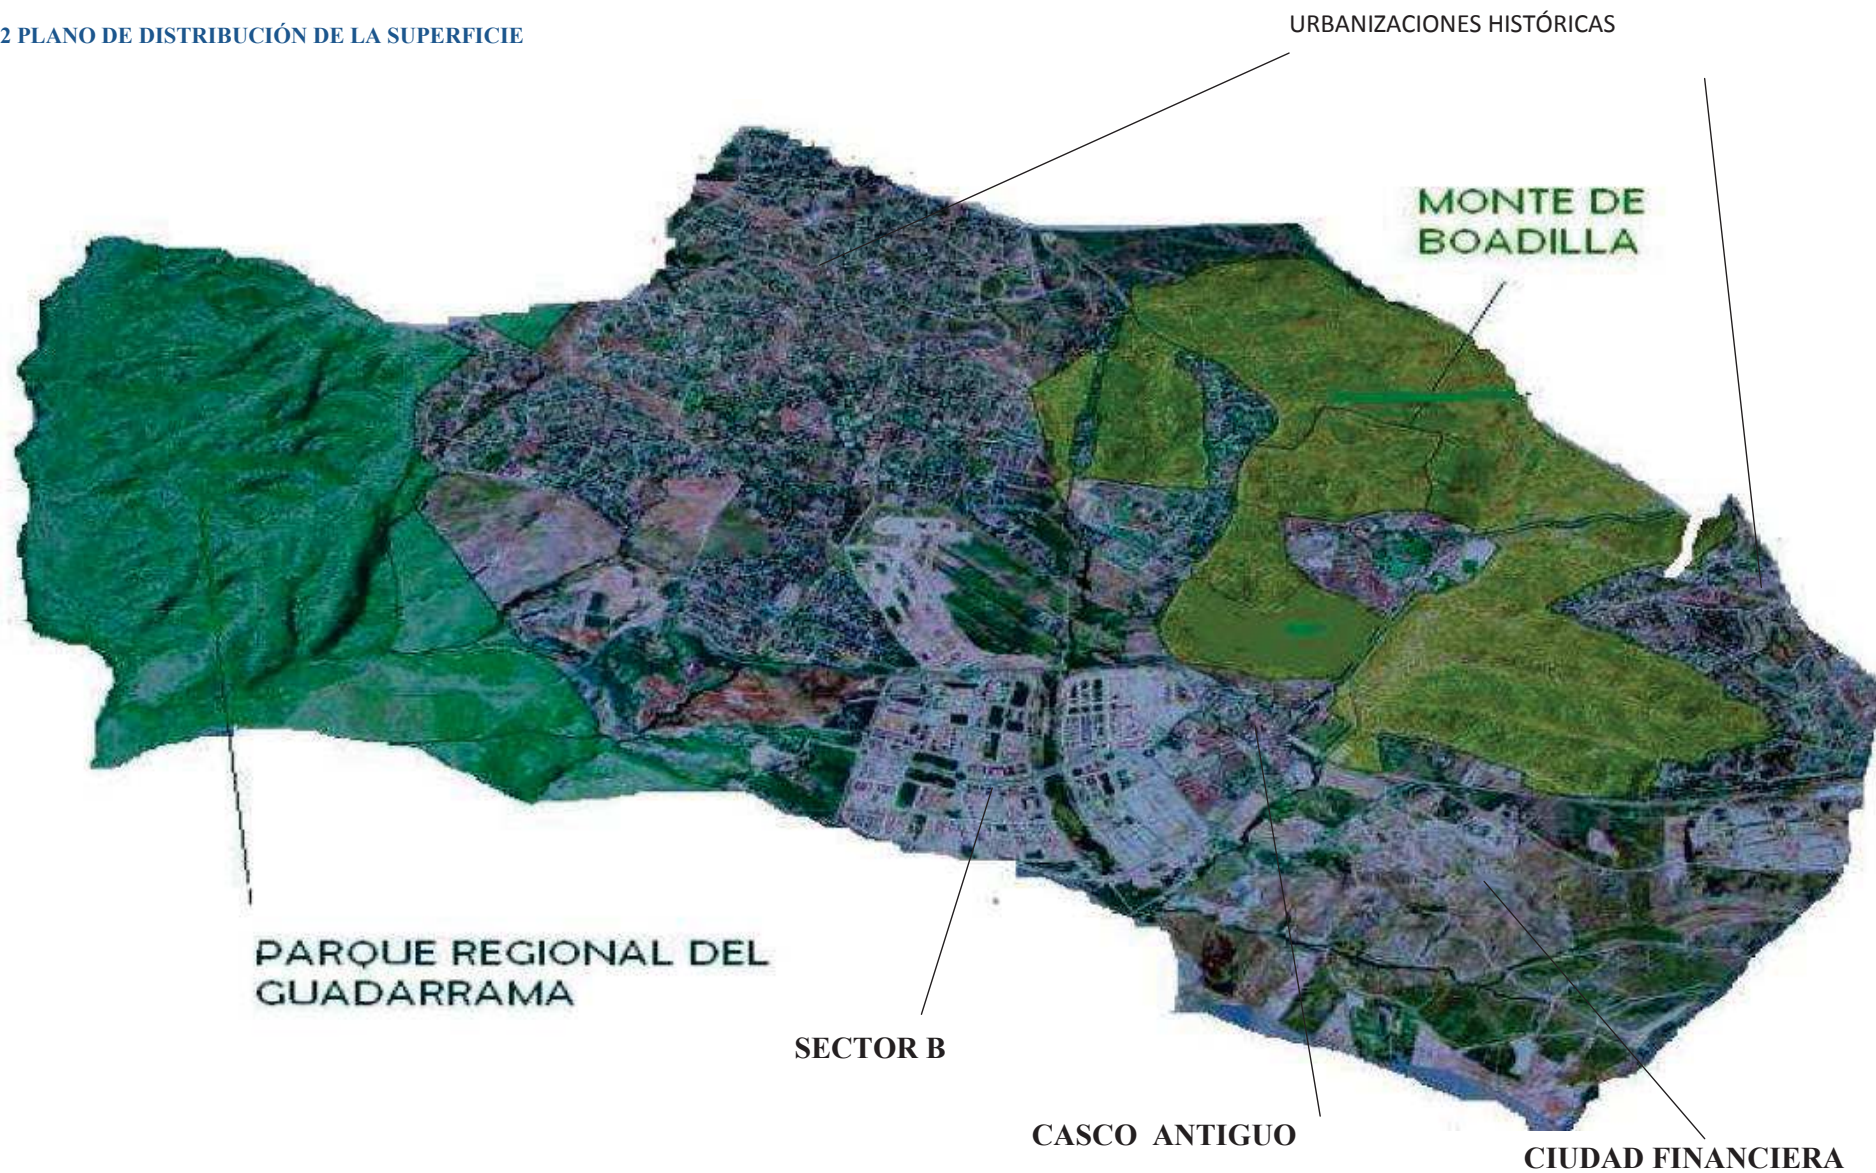 2 PLANO DE DISTRIBUCIÓN DE LA SUPERFICIE
URBANIZACIONES HISTÓRICAS
MONTE DE
BOADILLA
PARQUE REGIONAL DEL
GUADARRAMA
SECTOR B
CASCO ANTIGUO
CIUDAD FINANCIERA